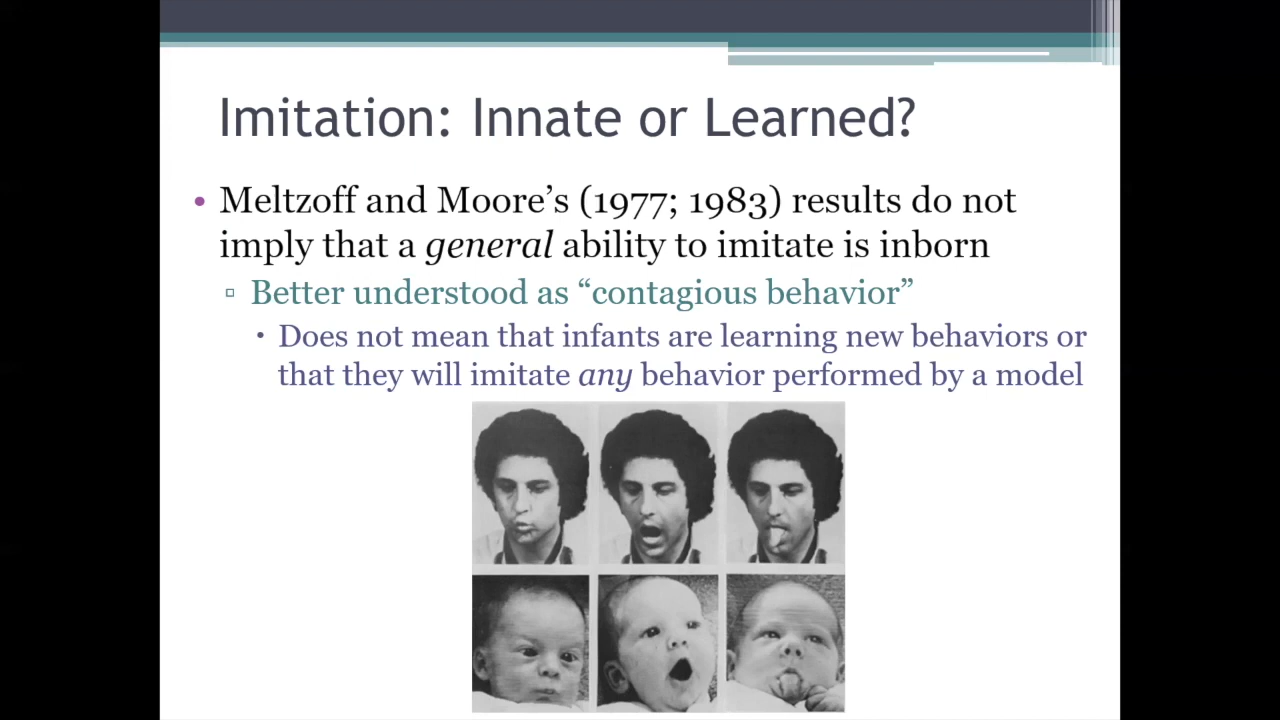 Imitation: Innate or Learned?
• Meltzoff and Moore’s (1977; 1983) results do not
imply that a general ability to imitate is inborn
▫ Better understood as “contagious behavior”
▪ Does not mean that infants are learning new behaviors or
that they will imitate any behavior performed by a model